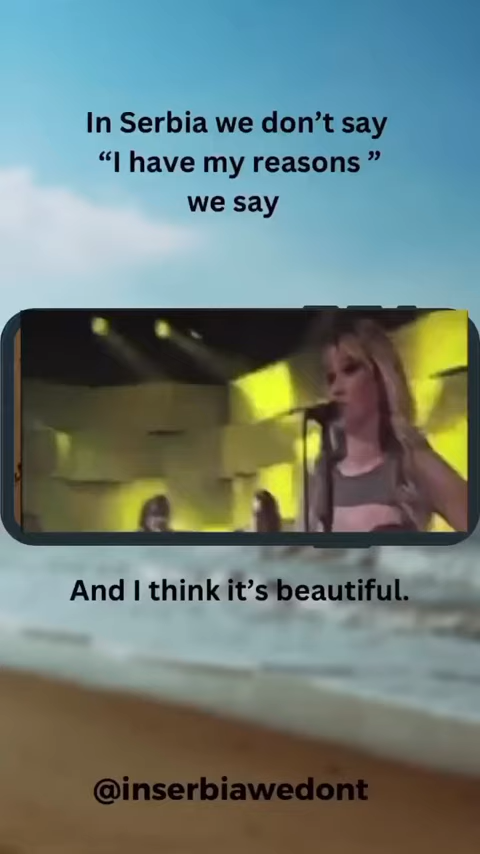 In Serbia we don’t say
“I have my reasons ”
we say
And I think it’s beautiful.
@inserbiawedont